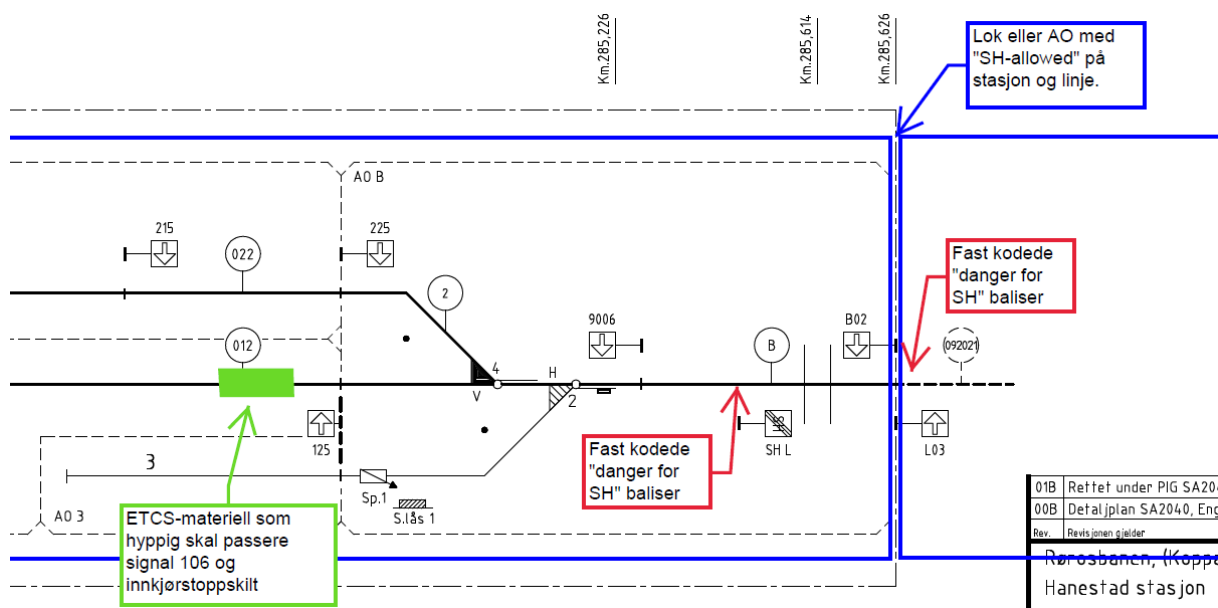 Km.285,226
Km.285,614
Km.285,626
Lok eller AO med
"SH-allowed" på
stasjon og linje.
AO B
215
022
225
2
012
125
4
V
H
2
9006
B
B02
SH L
L03
(092021)
Fast kodede
"danger for
SH" baliser
Fast kodede
"danger for
SH" baliser
3
Sp.1
S.lås 1
AO 3
ETCS-materiell som
hyppig skal passere
signal 106 og
innkjørstoppskilt
01B Rettet under PIG SA204
00B Detaljplan SA2040, Eng
Rev. Revisjonen gjelder
Rørosbanen, (Koppa
Hanestad stasjon